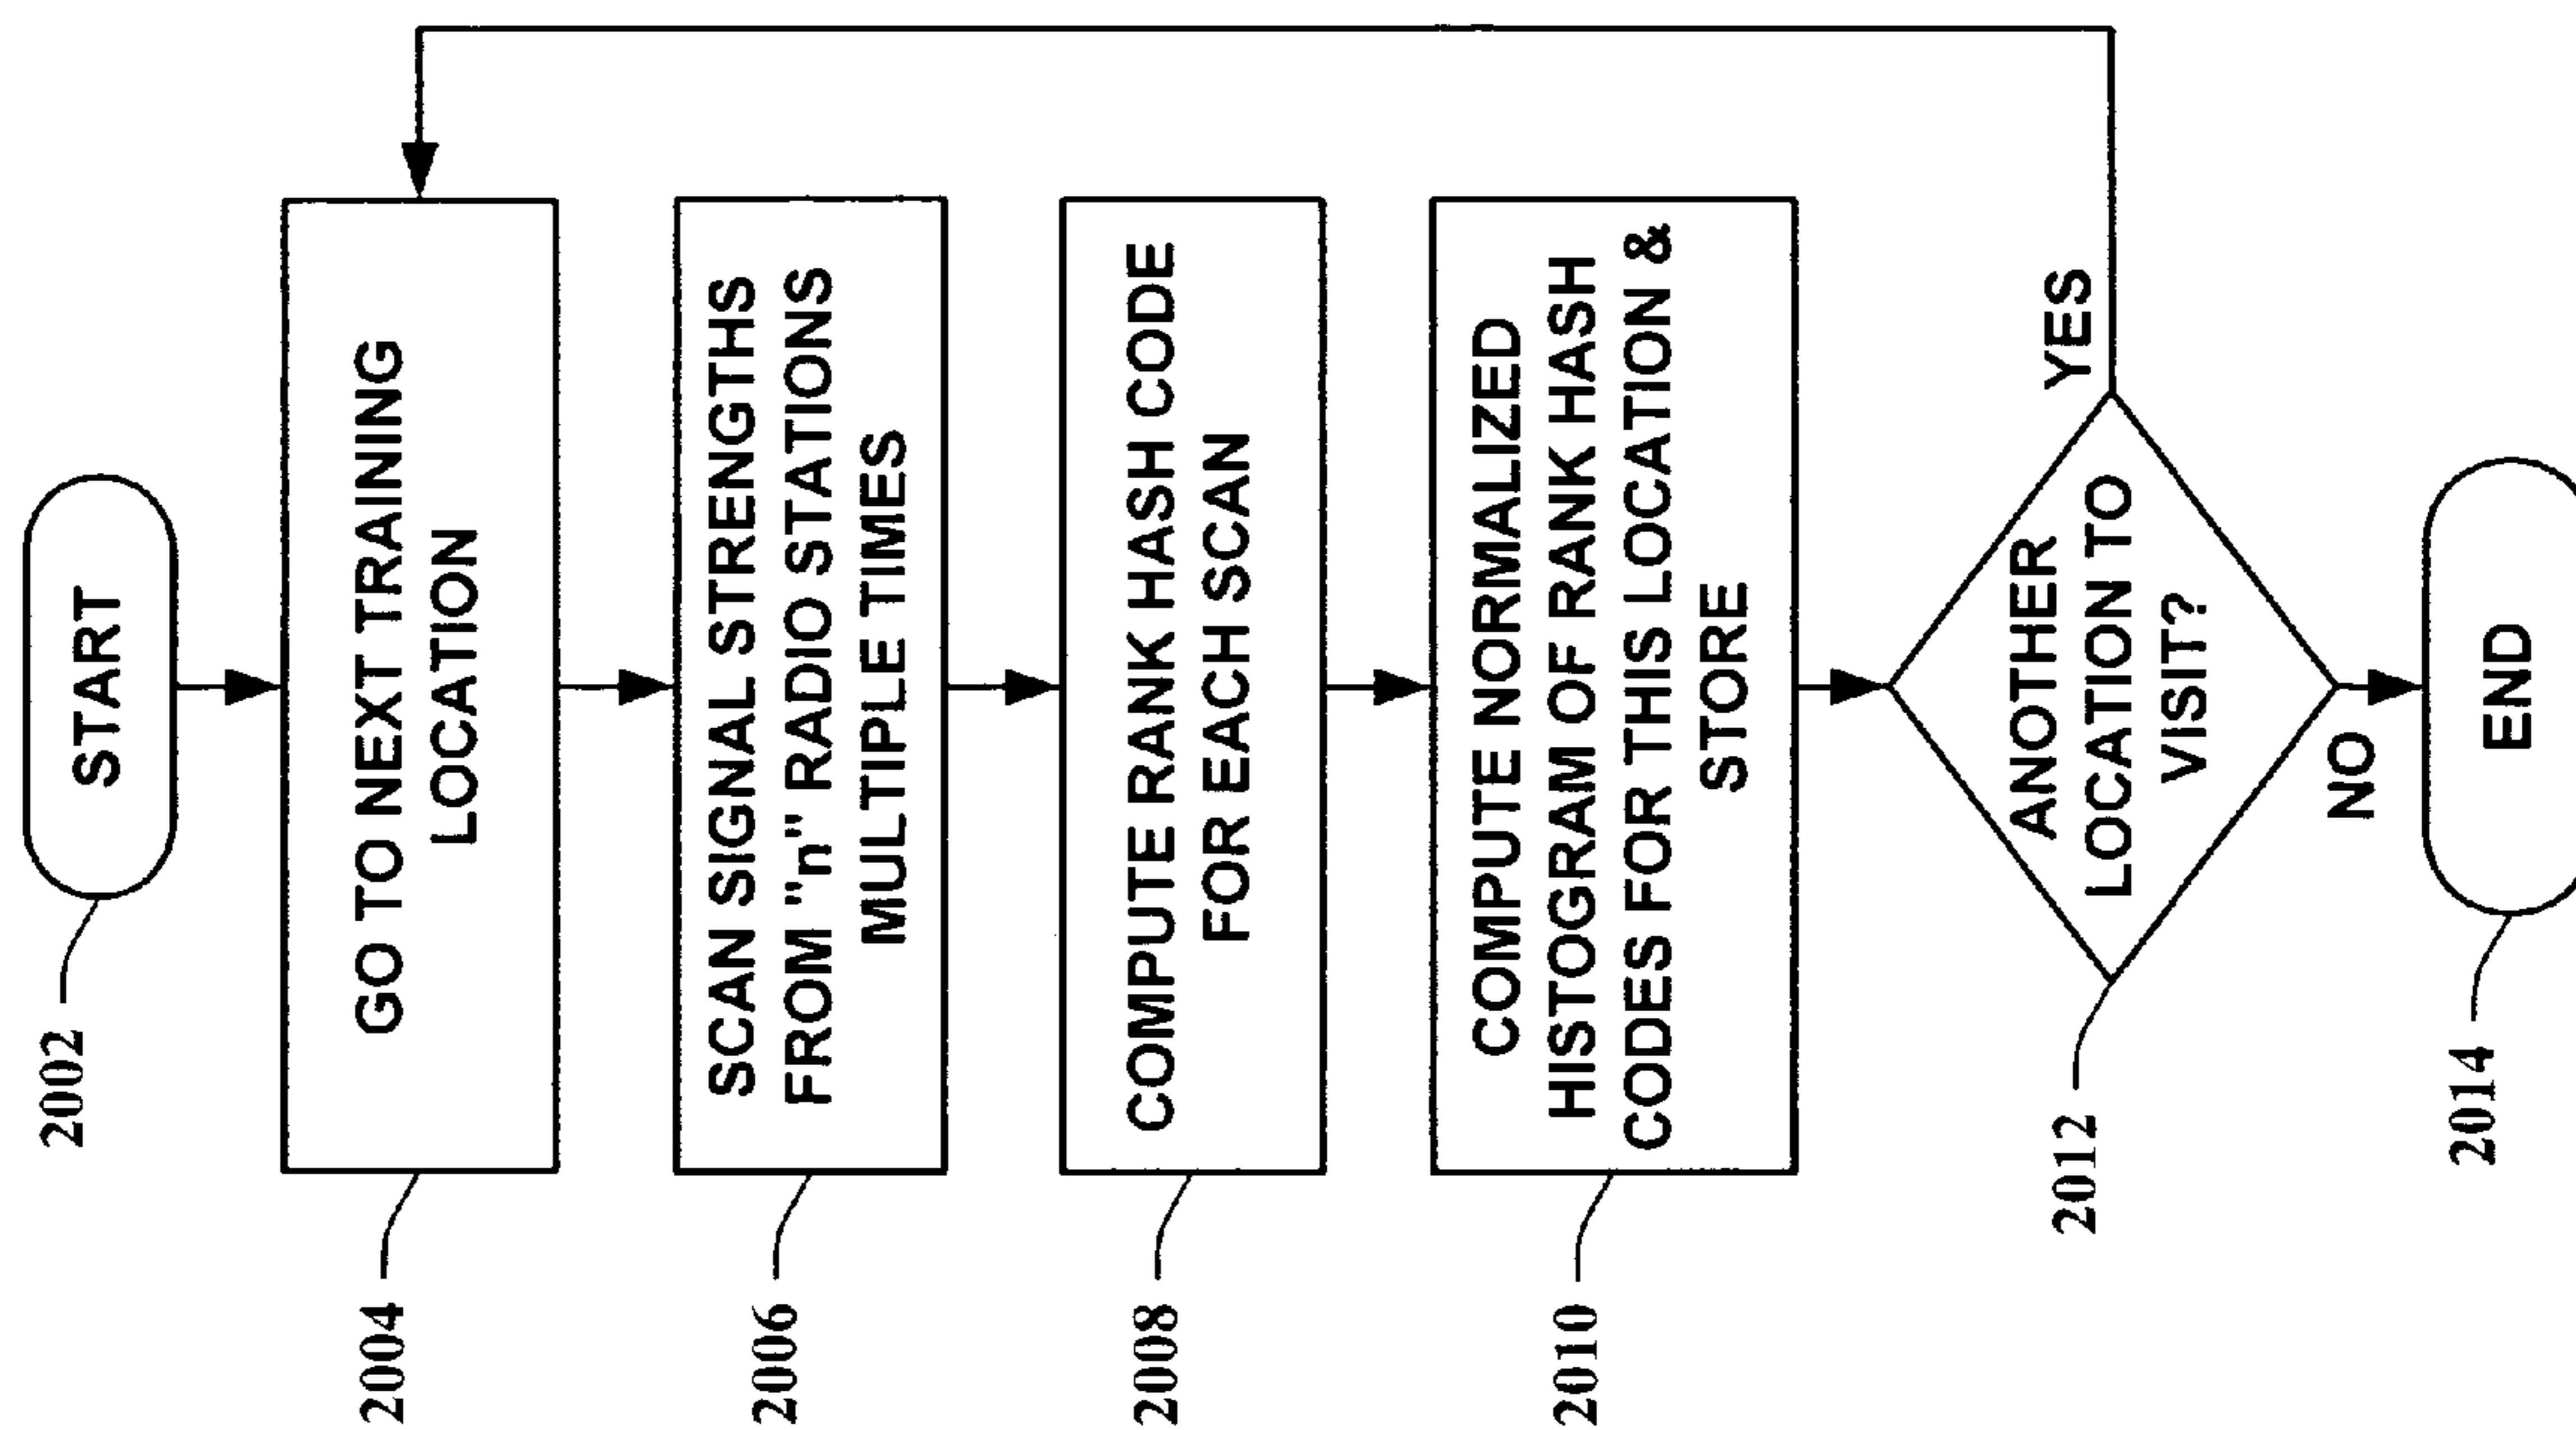 START
2002
GO TO NEXT TRAINING
LOCATION
2004
SCAN SIGNAL STRENGTHS
FROM "n" RADIO STATIONS
MULTIPLE TIMES
2006
COMPUTE RANK HASH CODE
FOR EACH SCAN
2008
COMPUTE NORMALIZED
HISTOGRAM OF RANK HASH
CODES FOR THIS LOCATION &
STORE
2010
ANOTHER
LOCATION TO
VISIT?
YES
2012
NO
END
2014